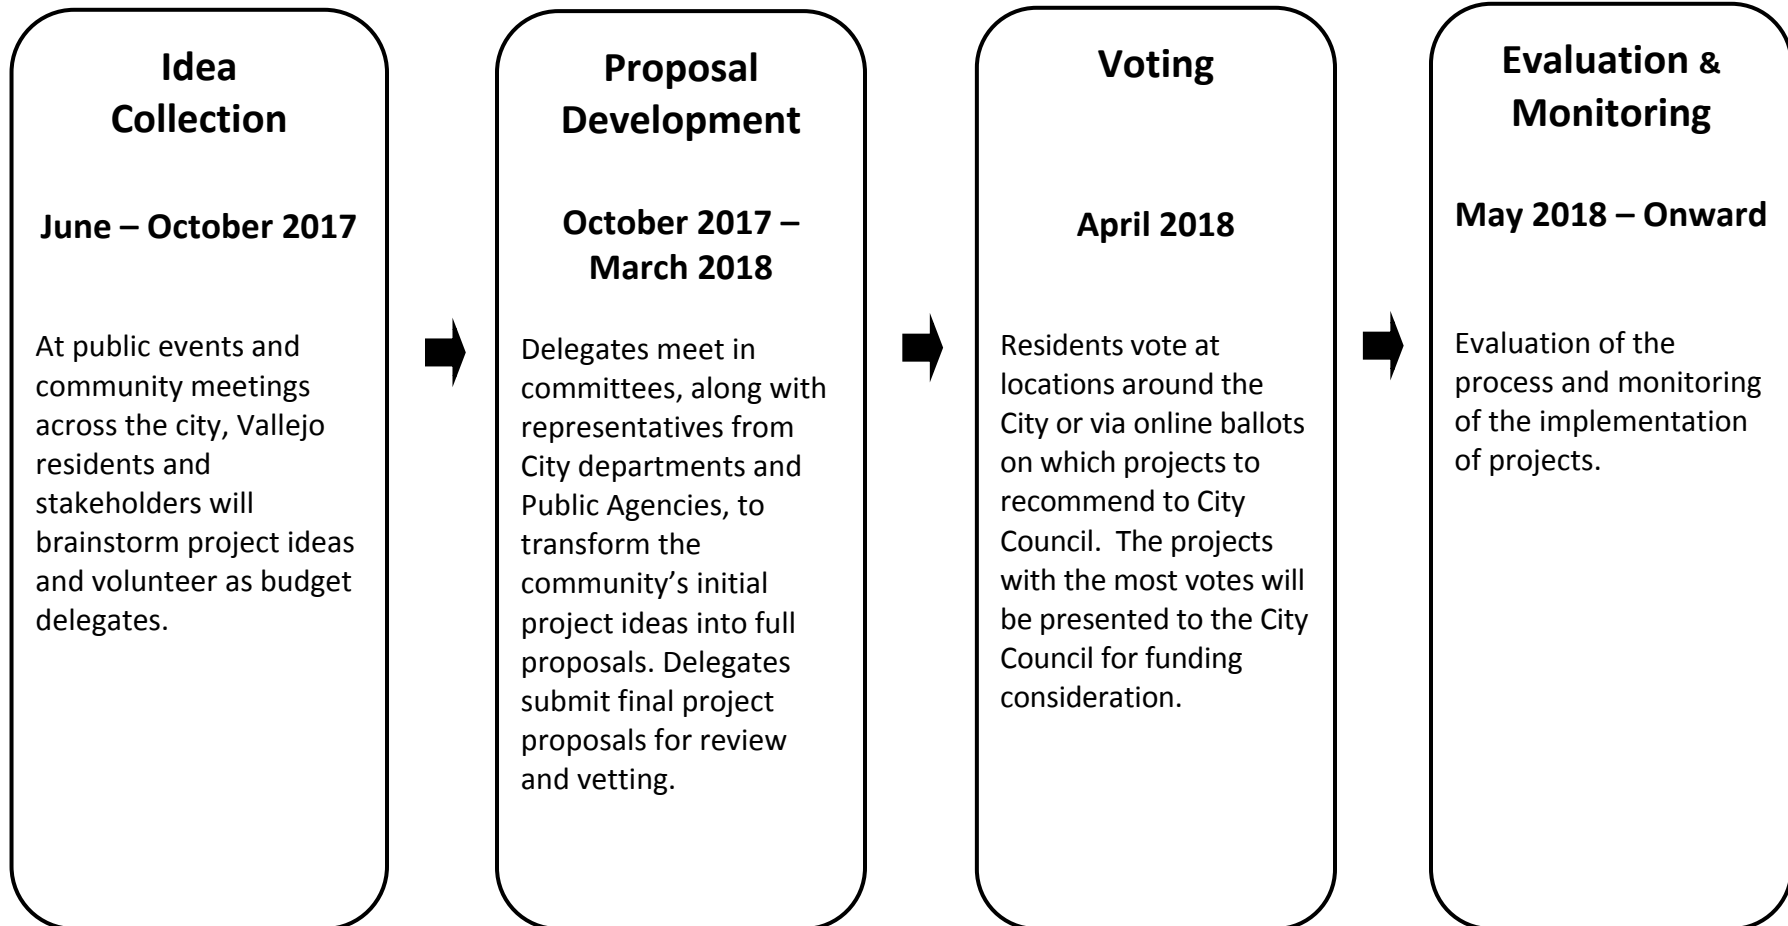 Idea
Collection
June – October 2017
At public events and
community meetings
across the city, Vallejo
residents and
stakeholders will
brainstorm project ideas
and volunteer as budget
delegates.
Proposal
Development
October 2017 –
March 2018
Delegates meet in
committees, along with
representatives from
City departments and
Public Agencies, to
transform the
community’s initial
project ideas into full
proposals. Delegates
submit final project
proposals for review
and vetting.
Voting
April 2018
Residents vote at
locations around the
City or via online ballots
on which projects to
recommend to City
Council.  The projects
with the most votes will
be presented to the City
Council for funding
consideration.
Evaluation &
Monitoring
May 2018 – Onward
Evaluation of the
process and monitoring
of the implementation
of projects.